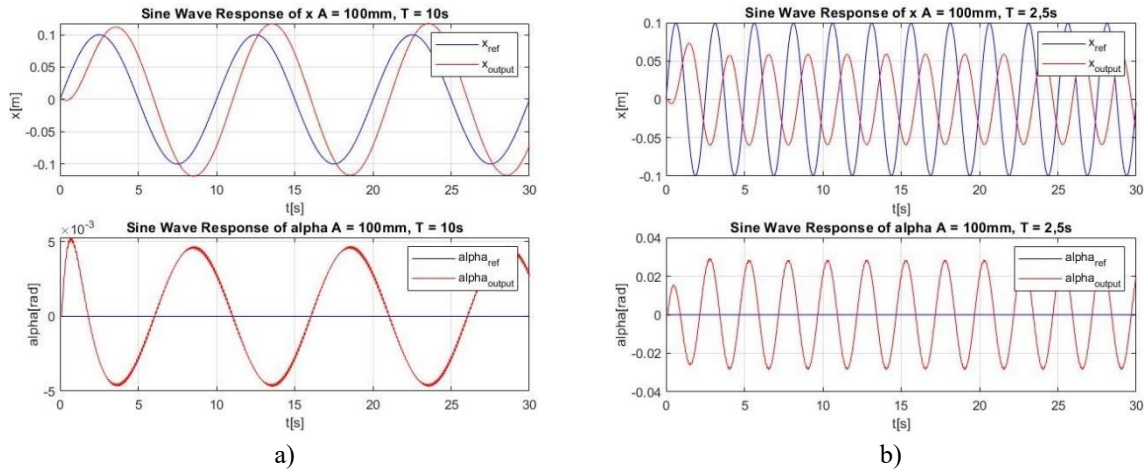 Sine Wave Response of x A = 100mm, T = 10s
x[m]
0.1
0.05
0
-0.05
-0.1
x_ref
x_output
0 5 10 15 20 25 30
t[s]
Sine Wave Response of alpha A = 100mm, T = 10s
×10^-3
alpha[rad]
5
0
-5
alpha_ref
alpha_output
0 5 10 15 20 25 30
t[s]
a)
Sine Wave Response of x A = 100mm, T = 2,5s
x[m]
0.1
0.05
0
-0.05
-0.1
x_ref
x_output
0 5 10 15 20 25 30
t[s]
Sine Wave Response of alpha A = 100mm, T = 2,5s
alpha[rad]
0.04
0.02
0
-0.02
-0.04
alpha_ref
alpha_output
0 5 10 15 20 25 30
t[s]
b)